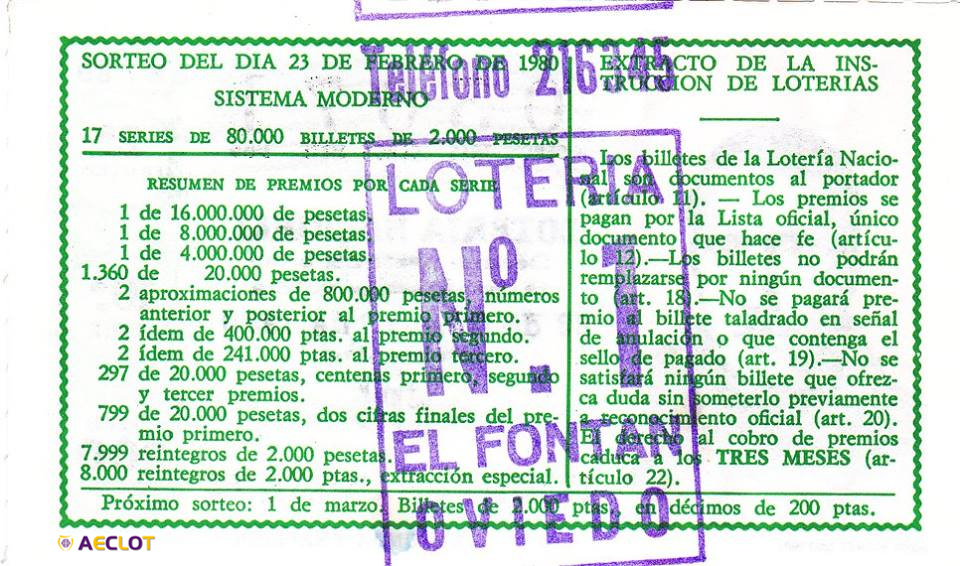 SORTEO DEL DIA 23 DE FEBRERO DE 1980
SISTEMA MODERNO
17 SERIES DE 80.000 BILLETES DE 2.000 PESETAS
RESUMEN DE PREMIOS POR CADA SERIE
1 de 16.000.000 de pesetas.
1 de 8.000.000 de pesetas.
1 de 4.000.000 de pesetas.
1.360 de 20.000 pesetas.
2 aproximaciones de 800.000 pesetas, números
anterior y posterior al premio primero.
2 ídem de 400.000 ptas. al premio segundo.
2 ídem de 241.000 ptas. al premio tercero.
297 de 20.000 pesetas, centenas primero, segundo
y tercer premios.
799 de 20.000 pesetas, dos cifras finales del pre-
mio primero.
7.999 reintegros de 2.000 pesetas.
8.000 reintegros de 2.000 ptas., extracción especial.
EXTRACTO DE LA INS-
TRUCCION DE LOTERIAS
Los billetes de la Lotería Nacio-
nal son documentos al portador
(artículo 11). — Los premios se
pagan por la Lista oficial, único
documento que hace fe (artícu-
lo 12).—Los billetes no podrán
remplazarse por ningún documen-
to (art. 18).—No se pagará pre-
mio al billete taladrado en señal
de anulación o que contenga el
sello de pagado (art. 19).—No se
satisfará ningún billete que ofrez-
ca duda sin someterlo previamente
a reconocimiento oficial (art. 20).
El derecho al cobro de premios
caduca a los TRES MESES (ar-
tículo 22).
Próximo sorteo: 1 de marzo. Billetes de 2.000 ptas., en décimos de 200 ptas.
Teléfono 216345
LOTERIA
Nº. 1
EL FONTAN
OVIEDO
AECLOT